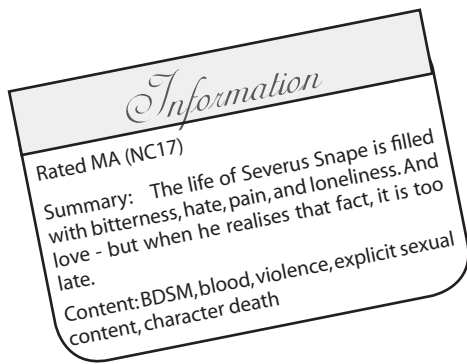 Information
Rated MA (NC17)
Summary: The life of Severus Snape is filled
with bitterness, hate, pain, and loneliness. And
love - but when he realises that fact, it is too
late.
Content: BDSM, blood, violence, explicit sexual
content, character death